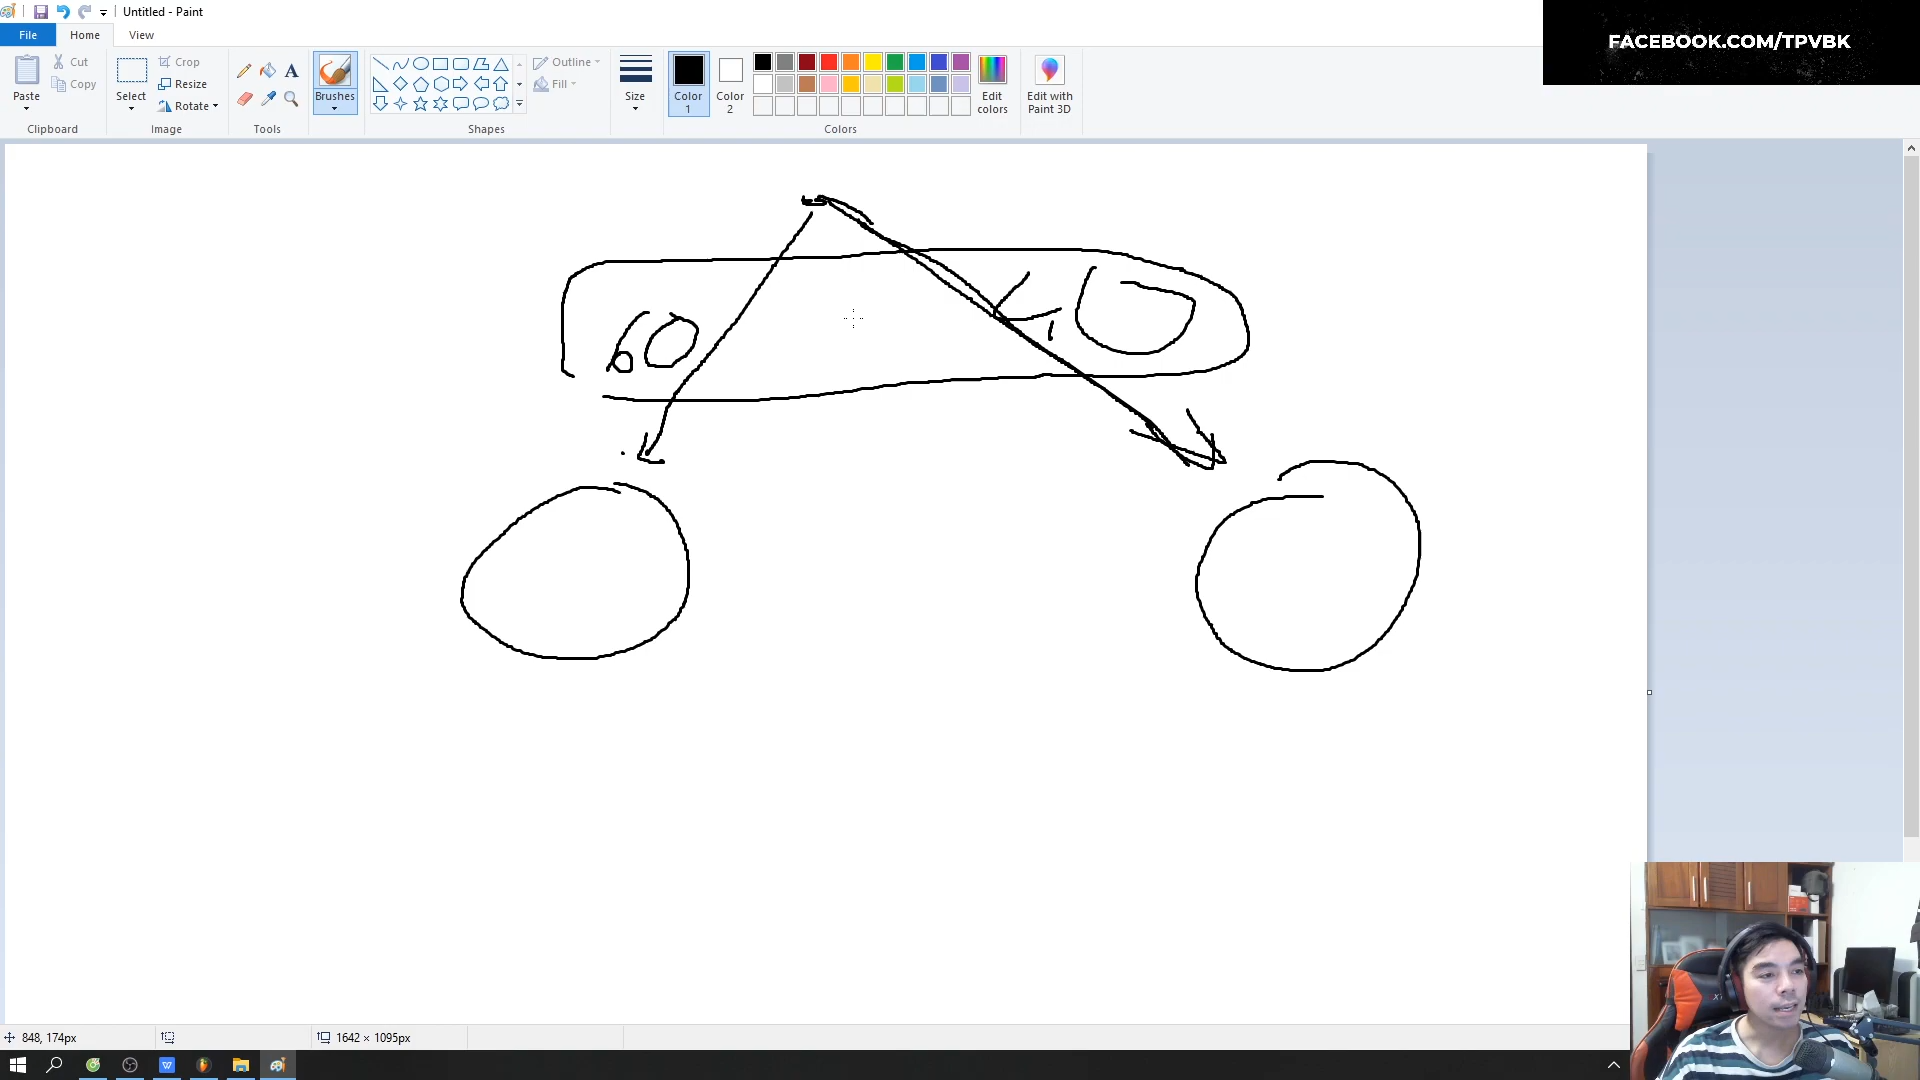 Untitled - Paint
FACEBOOK.COM/TPVBK
File Home View
Paste Cut Copy Select Crop Resize Rotate Brushes Outline Fill Size Color 1 Color 2 Edit colors Edit with Paint 3D
Clipboard Image Tools Shapes Colors
60
848, 174px 1642 × 1095px